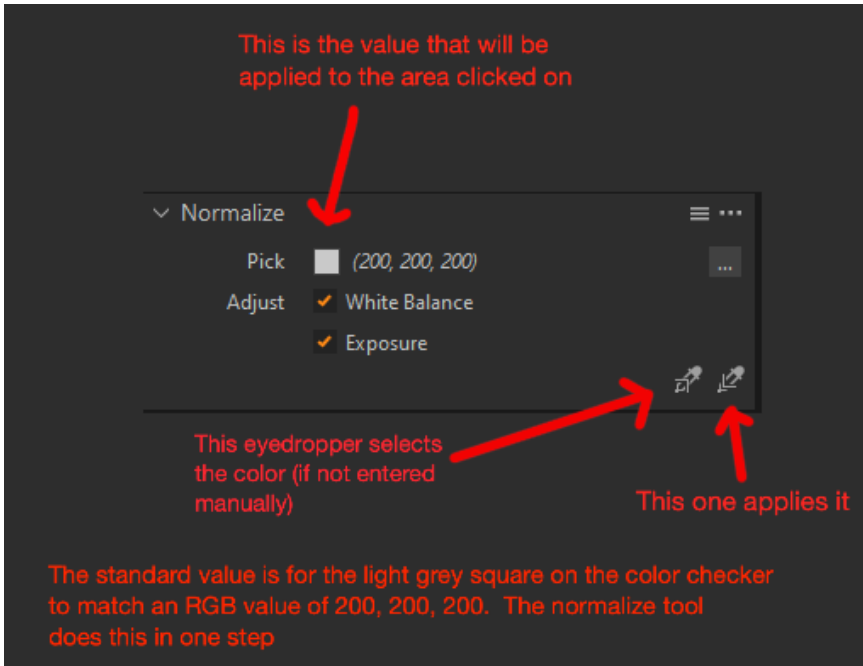 This is the value that will be
applied to the area clicked on
Normalize
Pick (200, 200, 200) ...
Adjust White Balance
Exposure
This eyedropper selects
the color (if not entered
manually)
This one applies it
The standard value is for the light grey square on the color checker
to match an RGB value of 200, 200, 200. The normalize tool
does this in one step